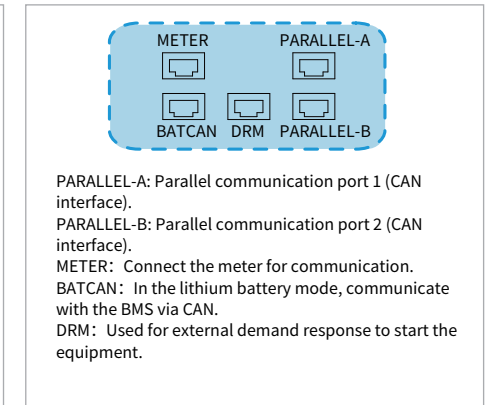 METER PARALLEL-A
BATCAN DRM PARALLEL-B
PARALLEL-A: Parallel communication port 1 (CAN
interface).
PARALLEL-B: Parallel communication port 2 (CAN
interface).
METER：Connect the meter for communication.
BATCAN：In the lithium battery mode, communicate
with the BMS via CAN.
DRM：Used for external demand response to start the
equipment.